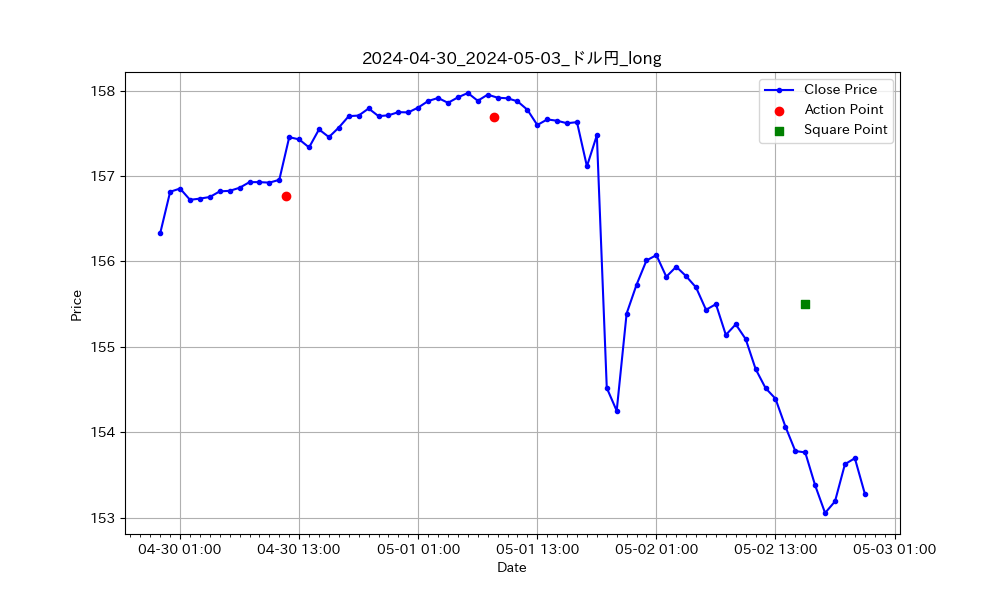 2024-04-30_2024-05-03_ドル円_long
Close Price
Action Point
Square Point
Price
158
157
156
155
154
153
04-30 01:00 04-30 13:00 05-01 01:00 05-01 13:00 05-02 01:00 05-02 13:00 05-03 01:00
Date